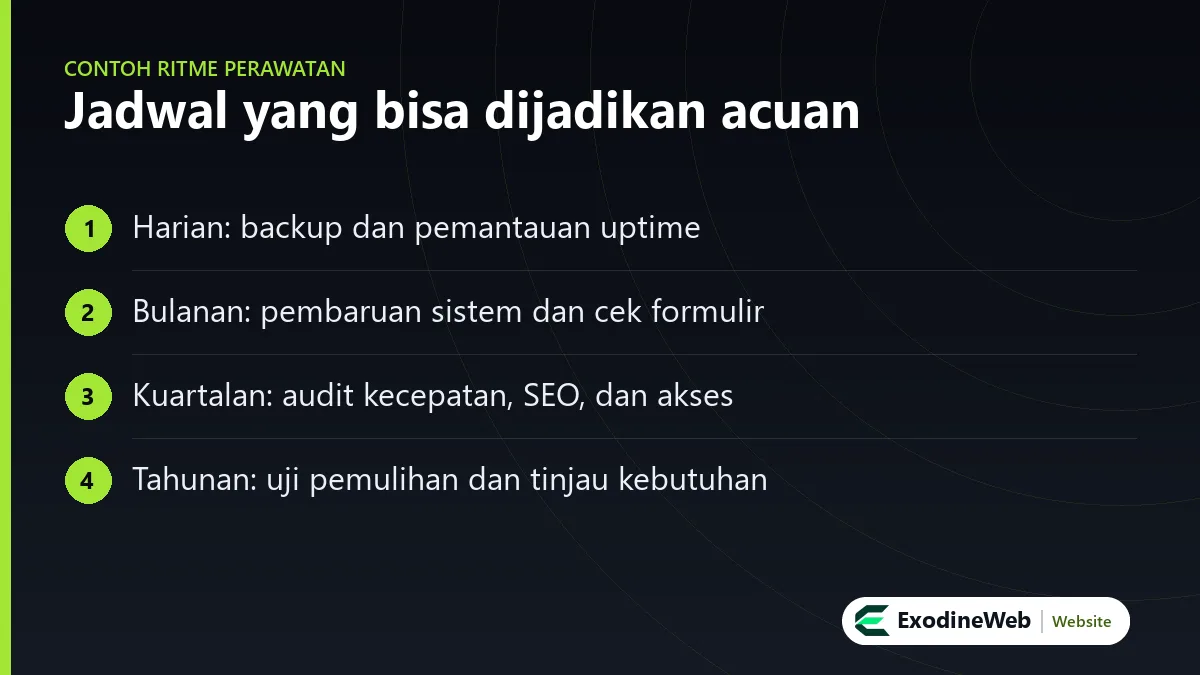 CONTOH RITME PERAWATAN
Jadwal yang bisa dijadikan acuan
1 Harian: backup dan pemantauan uptime
2 Bulanan: pembaruan sistem dan cek formulir
3 Kuartalan: audit kecepatan, SEO, dan akses
4 Tahunan: uji pemulihan dan tinjau kebutuhan
ExodineWeb | Website